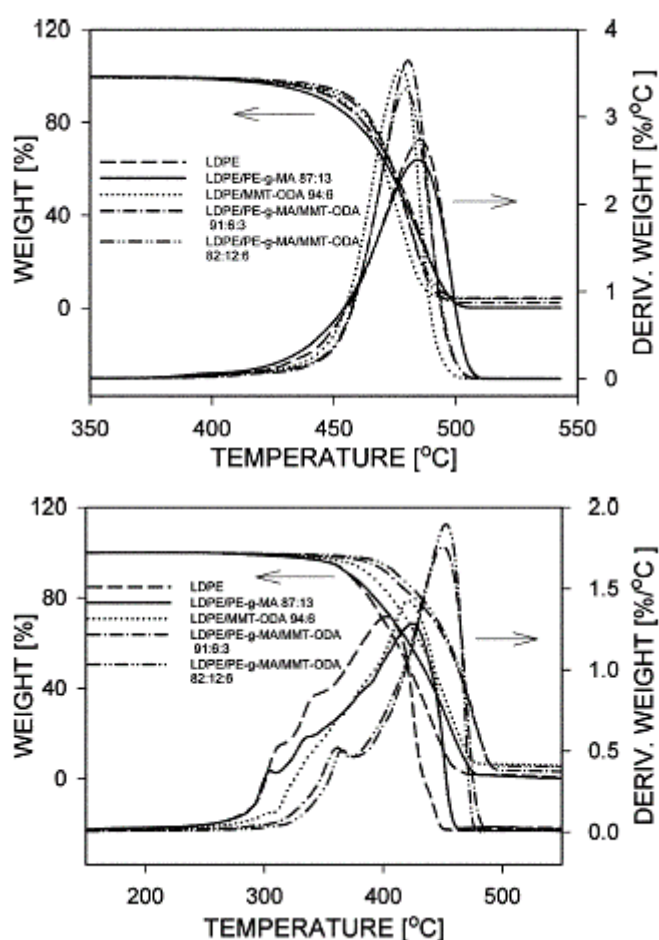 120
80
40
0
WEIGHT [%]
LDPE
LDPE/PE-g-MA 87:13
LDPE/MMT-ODA 94:6
LDPE/PE-g-MA/MMT-ODA
91:6:3
LDPE/PE-g-MA/MMT-ODA
82:12:6
4
3
2
1
0
DERIV. WEIGHT [%/°C]
350 400 450 500 550
TEMPERATURE [°C]
120
80
40
0
WEIGHT [%]
LDPE
LDPE/PE-g-MA 87:13
LDPE/MMT-ODA 94:6
LDPE/PE-g-MA/MMT-ODA
91:6:3
LDPE/PE-g-MA/MMT-ODA
82:12:6
2.0
1.5
1.0
0.5
0.0
DERIV. WEIGHT [%/°C]
200 300 400 500
TEMPERATURE [°C]